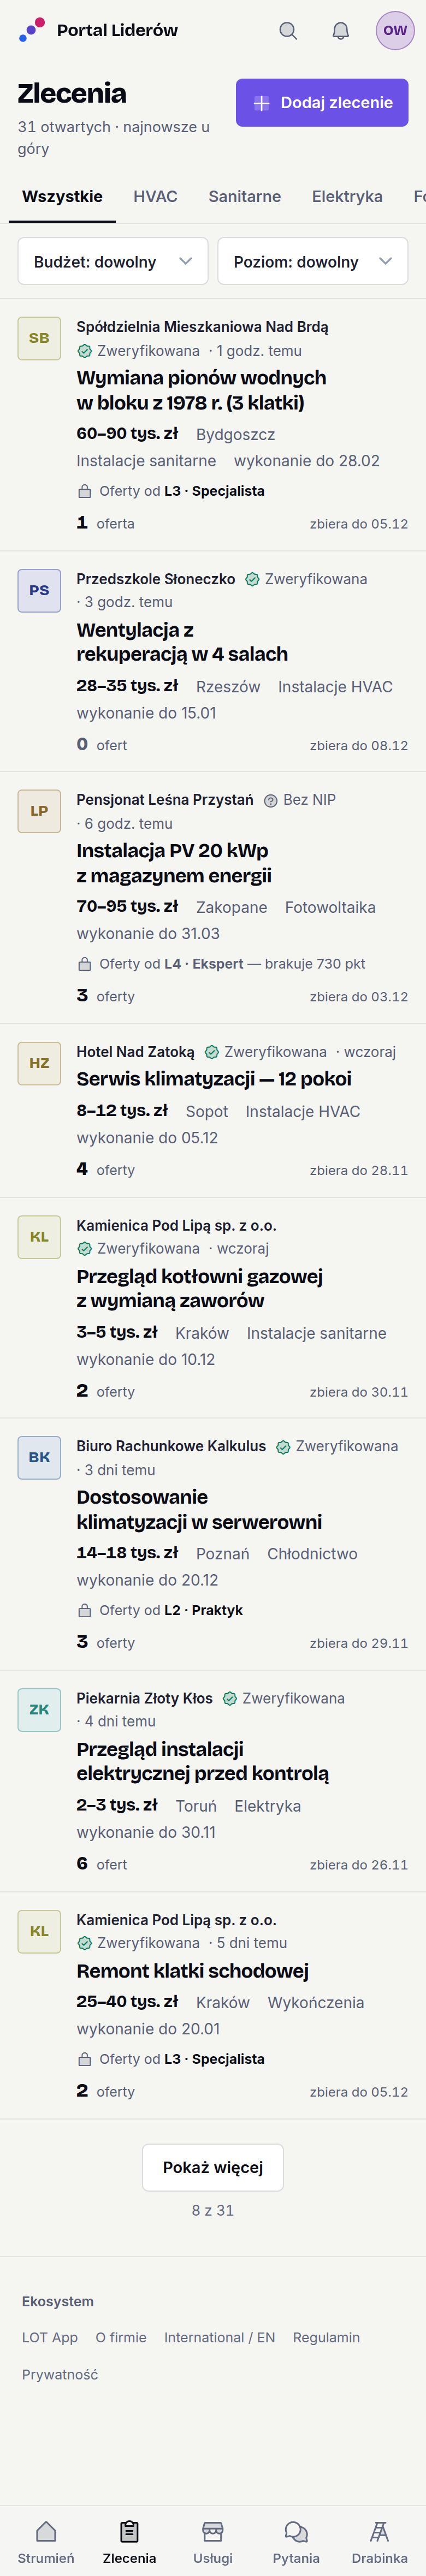 Portal Liderów
OW
Zlecenia
31 otwartych · najnowsze u
góry
Dodaj zlecenie
Wszystkie HVAC Sanitarne Elektryka Fo
Budżet: dowolny
Poziom: dowolny
SB
Spółdzielnia Mieszkaniowa Nad Brdą
Zweryfikowana · 1 godz. temu
Wymiana pionów wodnych
w bloku z 1978 r. (3 klatki)
60–90 tys. zł Bydgoszcz
Instalacje sanitarne wykonanie do 28.02
Oferty od L3 · Specjalista
1 oferta zbiera do 05.12
PS
Przedszkole Słoneczko Zweryfikowana
· 3 godz. temu
Wentylacja z
rekuperacją w 4 salach
28–35 tys. zł Rzeszów Instalacje HVAC
wykonanie do 15.01
0 ofert zbiera do 08.12
LP
Pensjonat Leśna Przystań Bez NIP
· 6 godz. temu
Instalacja PV 20 kWp
z magazynem energii
70–95 tys. zł Zakopane Fotowoltaika
wykonanie do 31.03
Oferty od L4 · Ekspert — brakuje 730 pkt
3 oferty zbiera do 03.12
HZ
Hotel Nad Zatoką Zweryfikowana · wczoraj
Serwis klimatyzacji — 12 pokoi
8–12 tys. zł Sopot Instalacje HVAC
wykonanie do 05.12
4 oferty zbiera do 28.11
KL
Kamienica Pod Lipą sp. z o.o.
Zweryfikowana · wczoraj
Przegląd kotłowni gazowej
z wymianą zaworów
3–5 tys. zł Kraków Instalacje sanitarne
wykonanie do 10.12
2 oferty zbiera do 30.11
BK
Biuro Rachunkowe Kalkulus Zweryfikowana
· 3 dni temu
Dostosowanie
klimatyzacji w serwerowni
14–18 tys. zł Poznań Chłodnictwo
wykonanie do 20.12
Oferty od L2 · Praktyk
3 oferty zbiera do 29.11
ZK
Piekarnia Złoty Kłos Zweryfikowana
· 4 dni temu
Przegląd instalacji
elektrycznej przed kontrolą
2–3 tys. zł Toruń Elektryka
wykonanie do 30.11
6 ofert zbiera do 26.11
KL
Kamienica Pod Lipą sp. z o.o.
Zweryfikowana · 5 dni temu
Remont klatki schodowej
25–40 tys. zł Kraków Wykończenia
wykonanie do 20.01
Oferty od L3 · Specjalista
2 oferty zbiera do 05.12
Pokaż więcej
8 z 31
Ekosystem
LOT App O firmie International / EN Regulamin
Prywatność
Strumień Zlecenia Usługi Pytania Drabinka